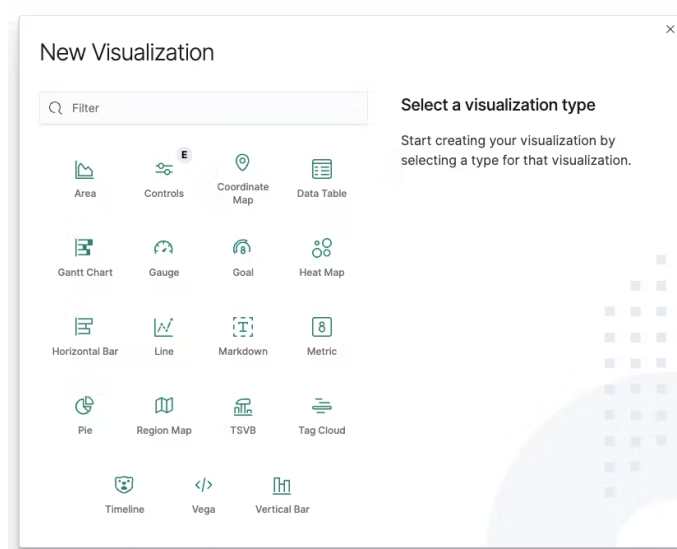 New Visualization
Filter
Select a visualization type
Start creating your visualization by
selecting a type for that visualization.
E
Area
Controls
Coordinate
Map
Data Table
Gantt Chart
Gauge
8
Goal
Heat Map
Horizontal Bar
Line
T
Markdown
8
Metric
Pie
Region Map
TSVB
Tag Cloud
Timeline
</>
Vega
Vertical Bar